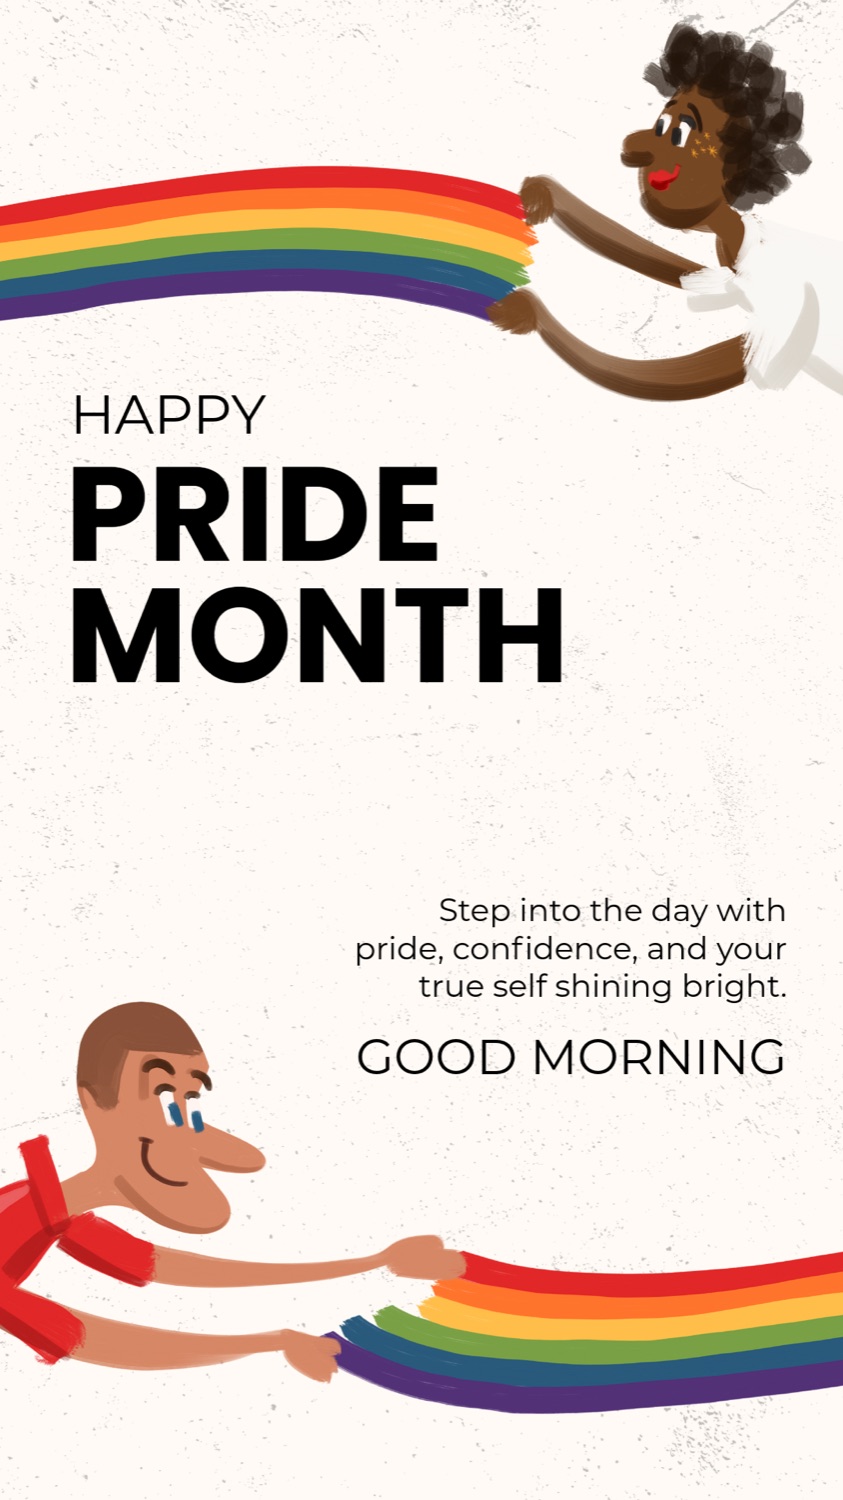 HAPPY
PRIDE
MONTH
Step into the day with
pride, confidence, and your
true self shining bright.
GOOD MORNING